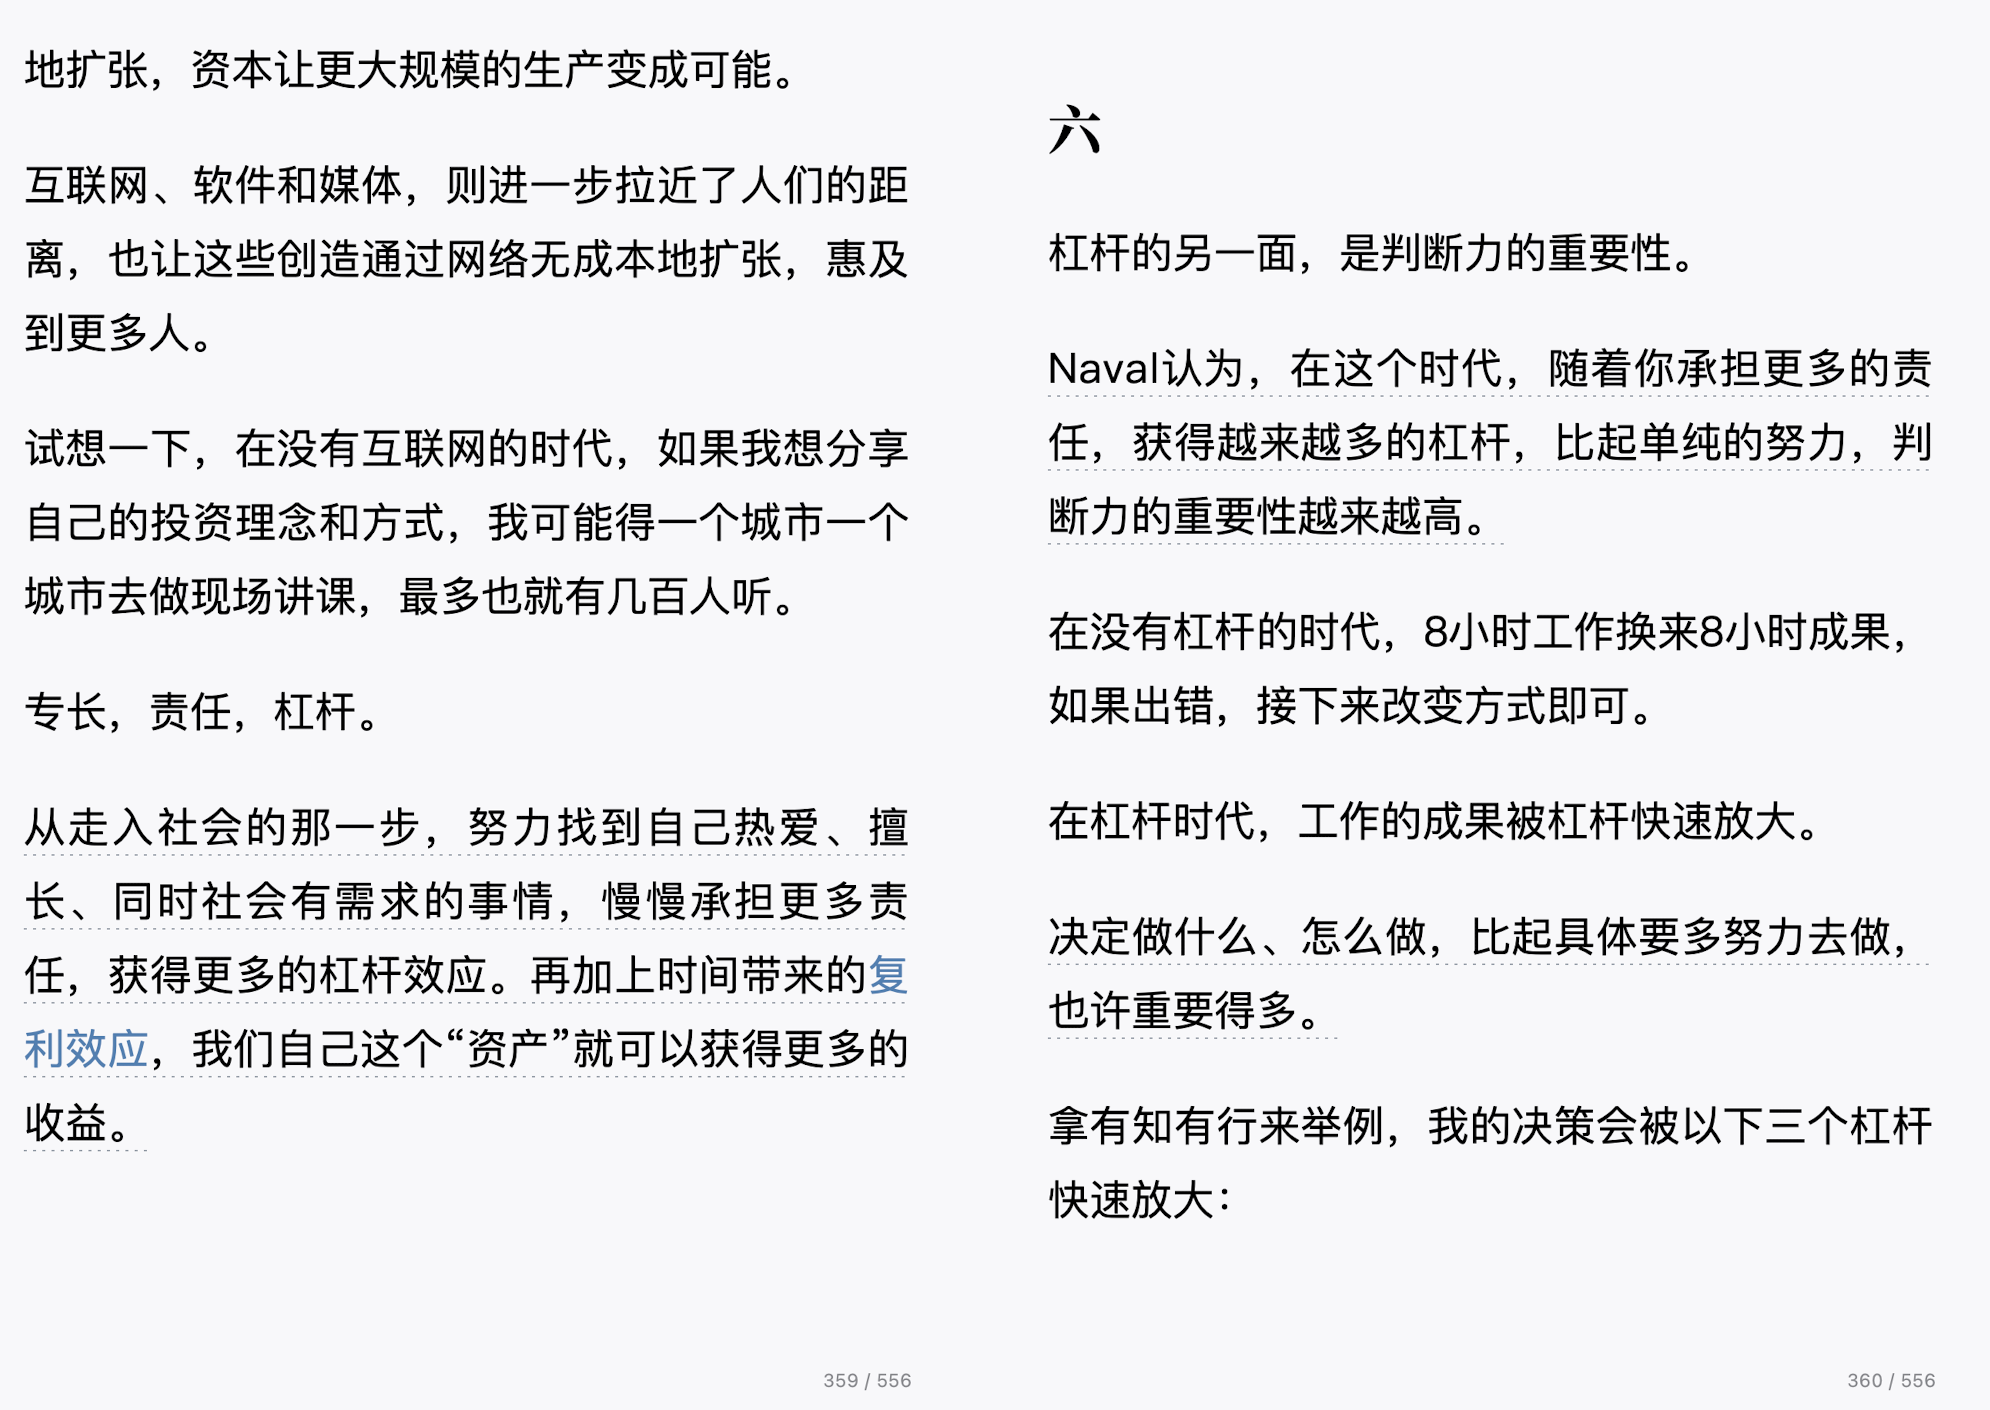 地扩张，资本让更大规模的生产变成可能。
互联网、软件和媒体，则进一步拉近了人们的距
离，也让这些创造通过网络无成本地扩张，惠及
到更多人。
试想一下，在没有互联网的时代，如果我想分享
自己的投资理念和方式，我可能得一个城市一个
城市去做现场讲课，最多也就有几百人听。
专长，责任，杠杆。
从走入社会的那一步，努力找到自己热爱、擅
长、同时社会有需求的事情，慢慢承担更多责
任，获得更多的杠杆效应。再加上时间带来的复
利效应，我们自己这个“资产”就可以获得更多的
收益。
359 / 556
六
杠杆的另一面，是判断力的重要性。
Naval认为，在这个时代，随着你承担更多的责
任，获得越来越多的杠杆，比起单纯的努力，判
断力的重要性越来越高。
在没有杠杆的时代，8小时工作换来8小时成果，
如果出错，接下来改变方式即可。
在杠杆时代，工作的成果被杠杆快速放大。
决定做什么、怎么做，比起具体要多努力去做，
也许重要得多。
拿有知有行来举例，我的决策会被以下三个杠杆
快速放大：
360 / 556